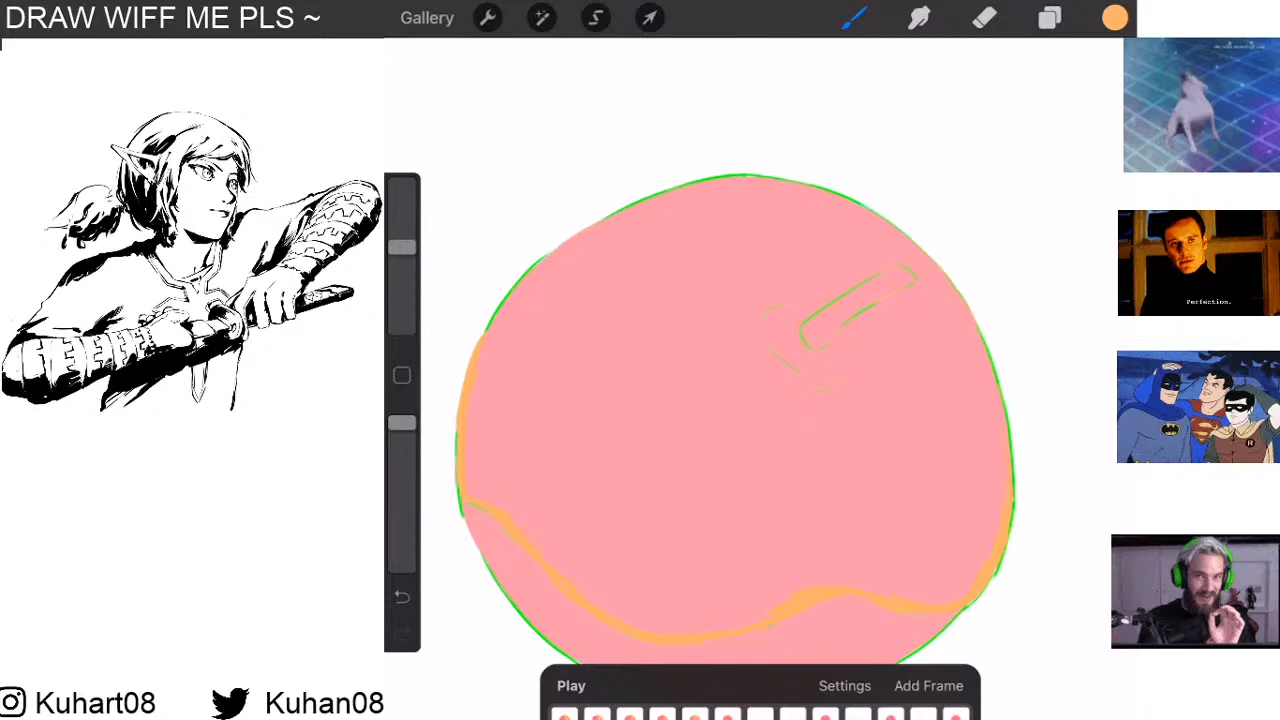 DRAW WIFF ME PLS ~
Gallery
Perfection.
R
Play
Settings
Add Frame
Kuhart08
Kuhan08